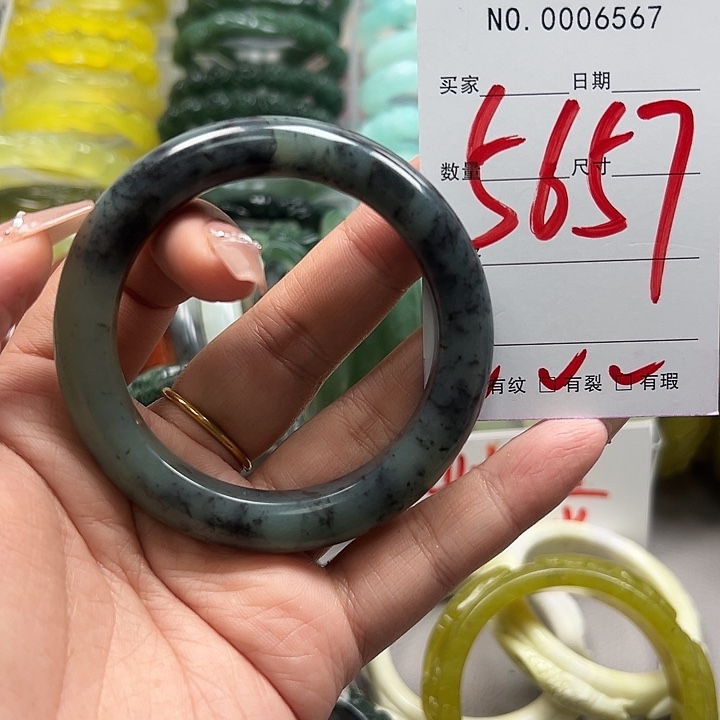 NO.0006567
买家 日期
数量 尺寸
5657
有纹 有裂 有瑕